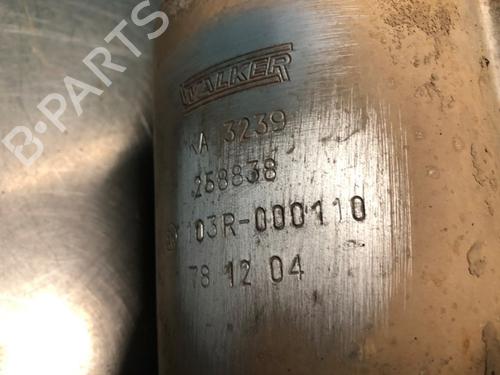 WALKER
KA 3239
258838
103R-000110
78 12 04
B-PARTS